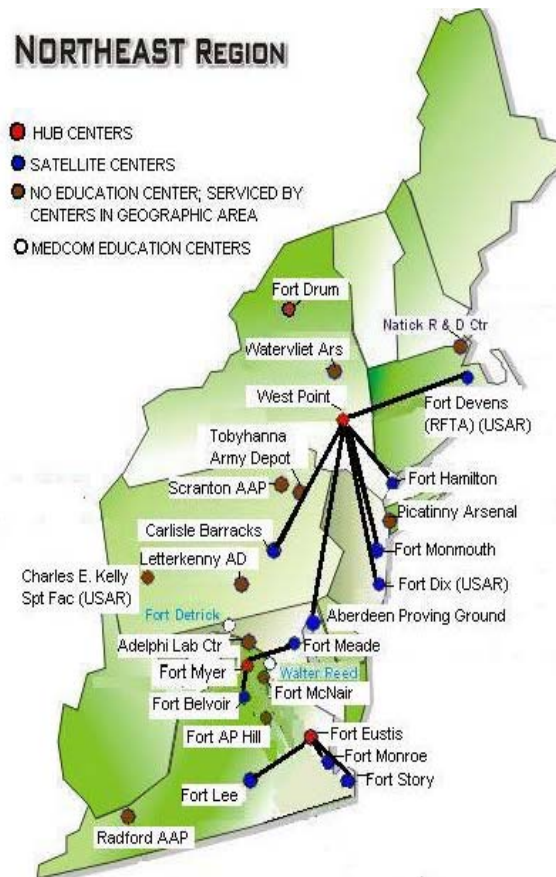 NORTHEAST REGION
HUB CENTERS
SATELLITE CENTERS
NO EDUCATION CENTER; SERVICED BY
CENTERS IN GEOGRAPHIC AREA
MEDCOM EDUCATION CENTERS
Fort Drum
Natick R & D Ctr
Watervliet Ars
West Point
Fort Devens
(RFTA) (USAR)
Tobyhanna
Army Depot
Scranton AAP
Fort Hamilton
Picatinny Arsenal
Carlisle Barracks
Fort Monmouth
Letterkenny AD
Charles E. Kelly
Spt Fac (USAR)
Fort Dix (USAR)
Fort Detrick
Aberdeen Proving Ground
Adelphi Lab Ctr
Fort Meade
Fort Myer
Walter Reed
Fort McNair
Fort Belvoir
Fort AP Hill
Fort Eustis
Fort Monroe
Fort Story
Fort Lee
Radford AAP